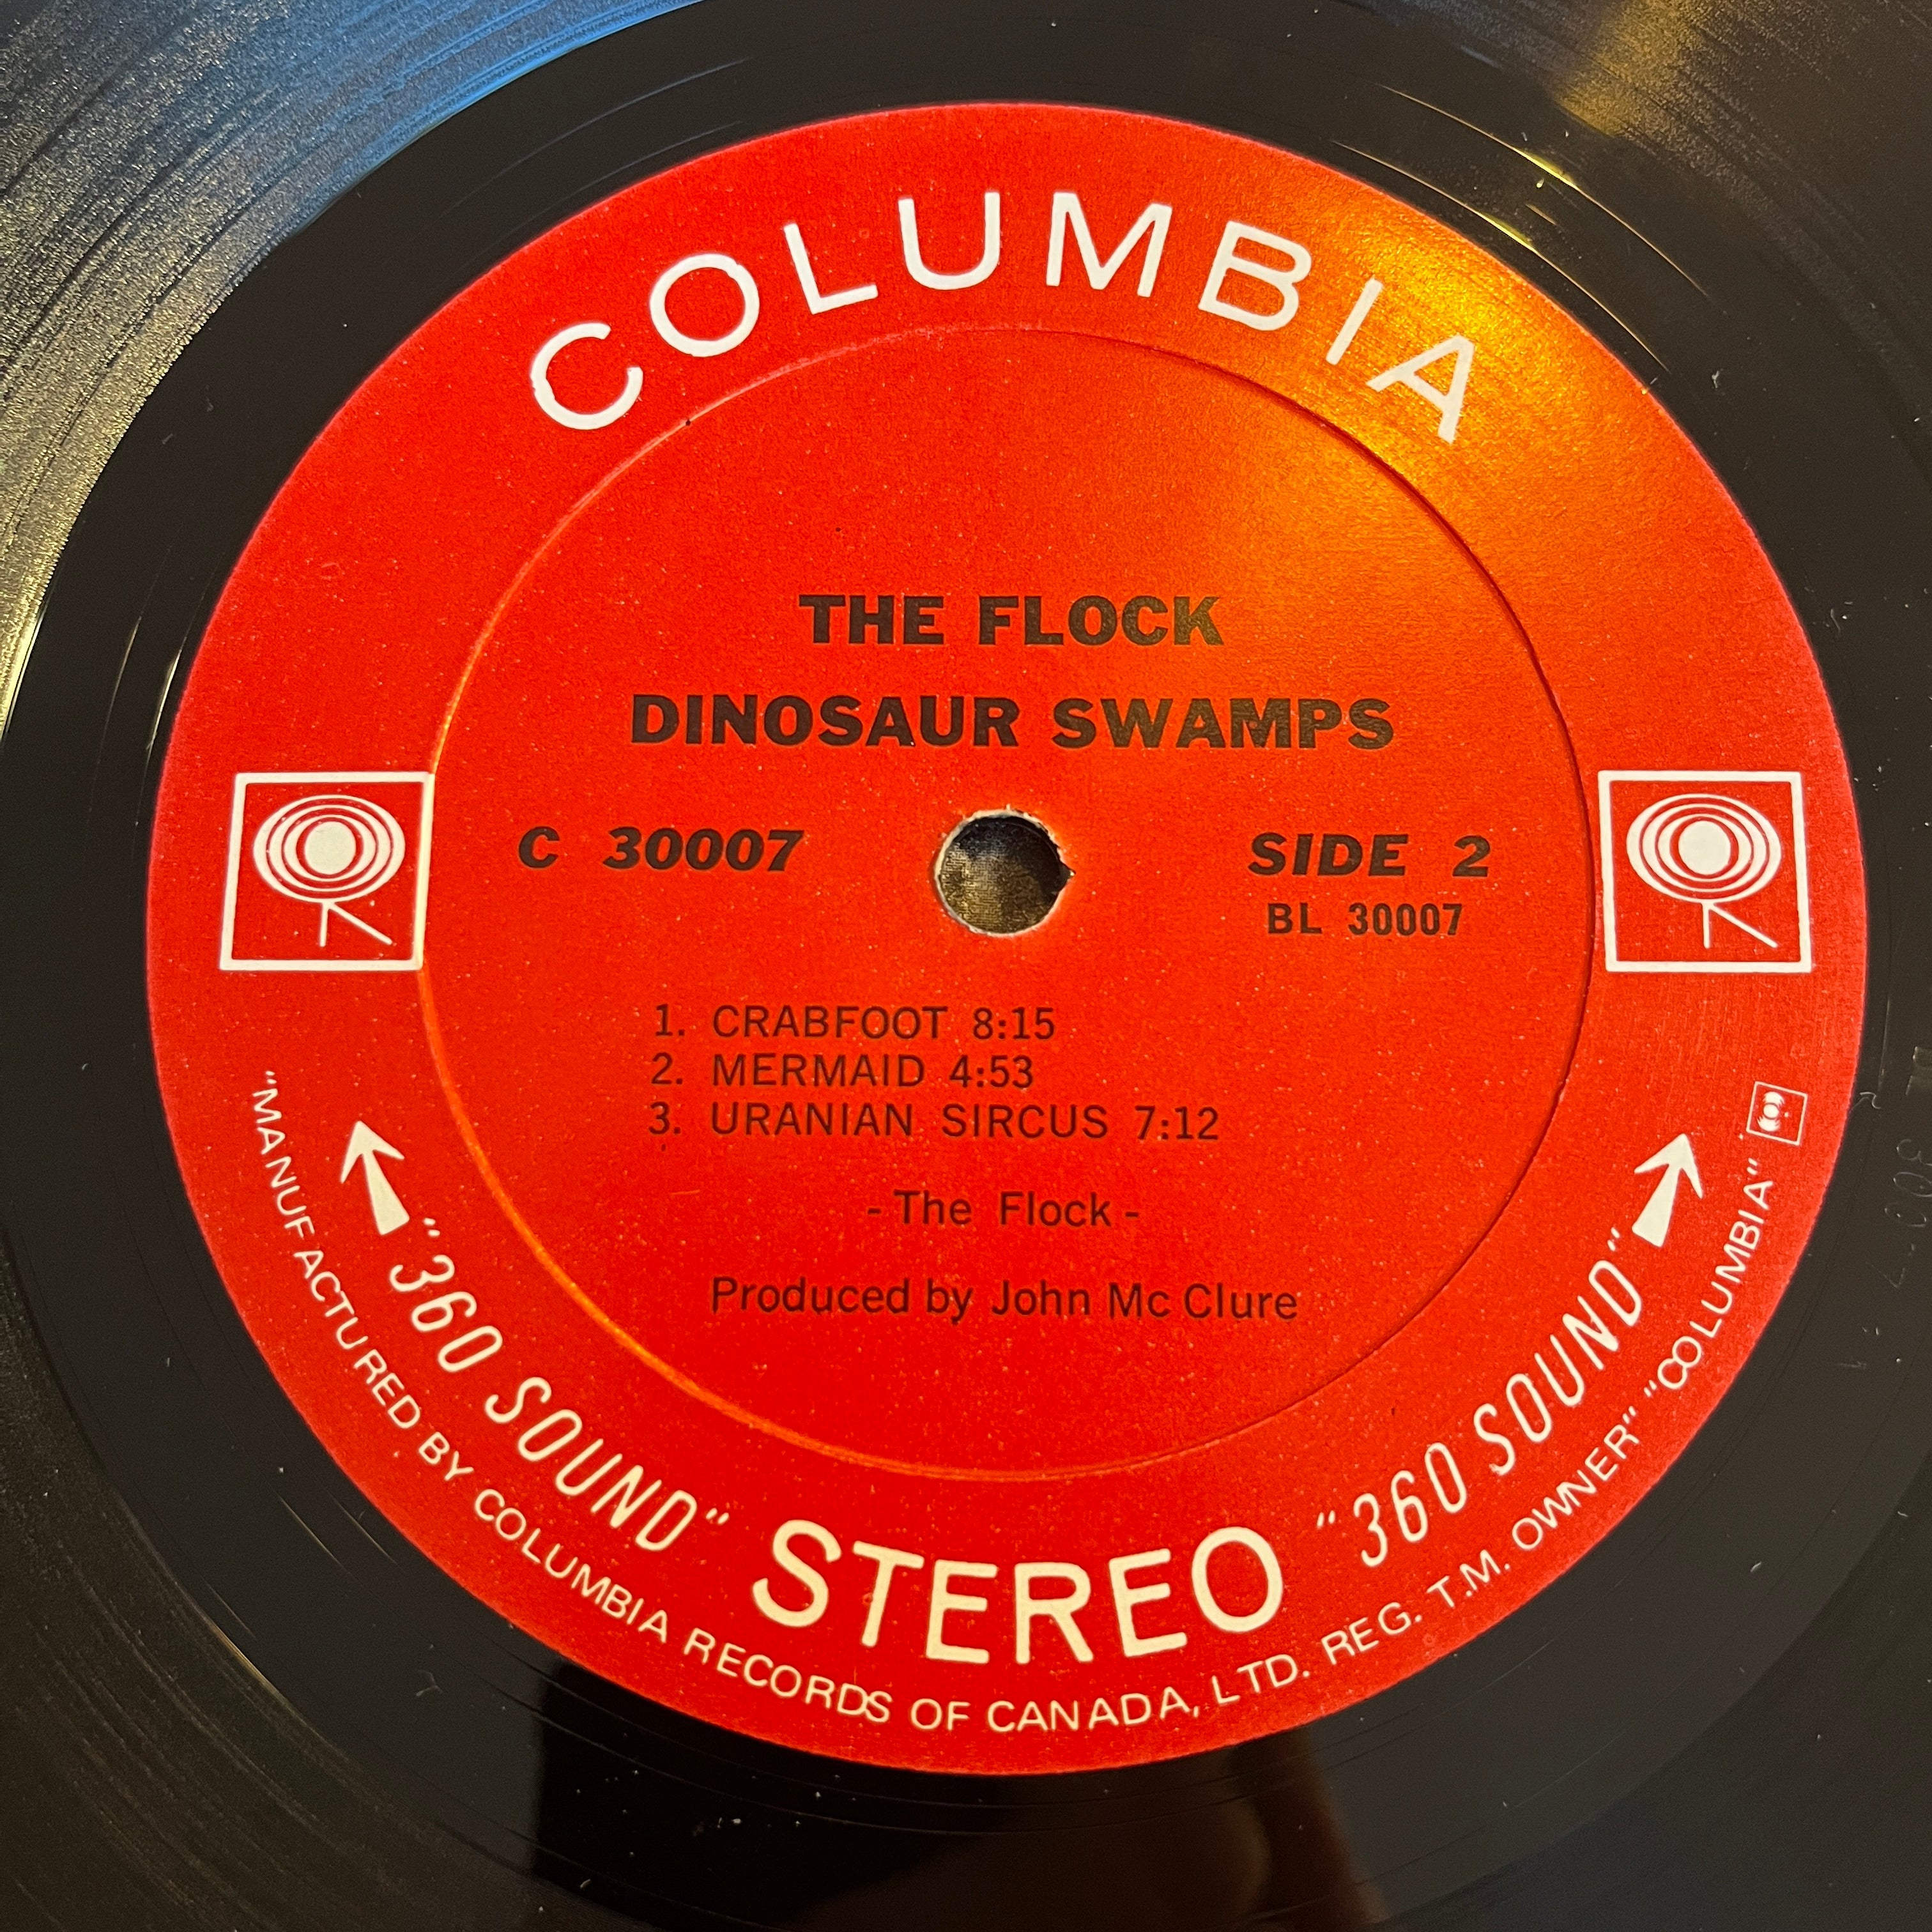 COLUMBIA
THE FLOCK
DINOSAUR SWAMPS
C 30007
SIDE 2
BL 30007
1. CRABFOOT 8:15
2. MERMAID 4:53
3. URANIAN SIRCUS 7:12
- The Flock -
Produced by John Mc Clure
"360 SOUND" STEREO "360 SOUND"
"MANUFACTURED BY COLUMBIA RECORDS OF CANADA, LTD. REG. T.M. OWNER" "COLUMBIA"